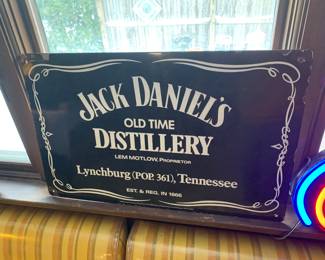 JACK DANIEL'S
OLD TIME
DISTILLERY
LEM MOTLOW, PROPRIETOR
Lynchburg (POP. 361), Tennessee
EST. & REG. IN 1866